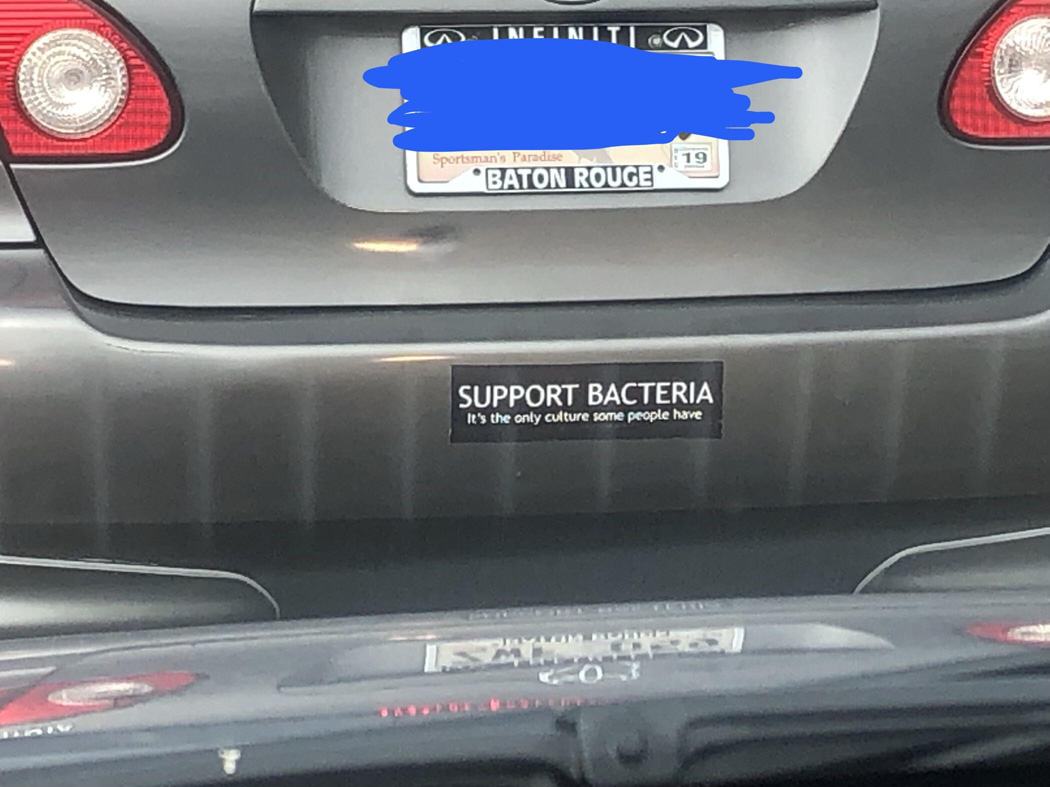 INFINITI
Sportsman's Paradise
19
BATON ROUGE
SUPPORT BACTERIA
It's the only culture some people have